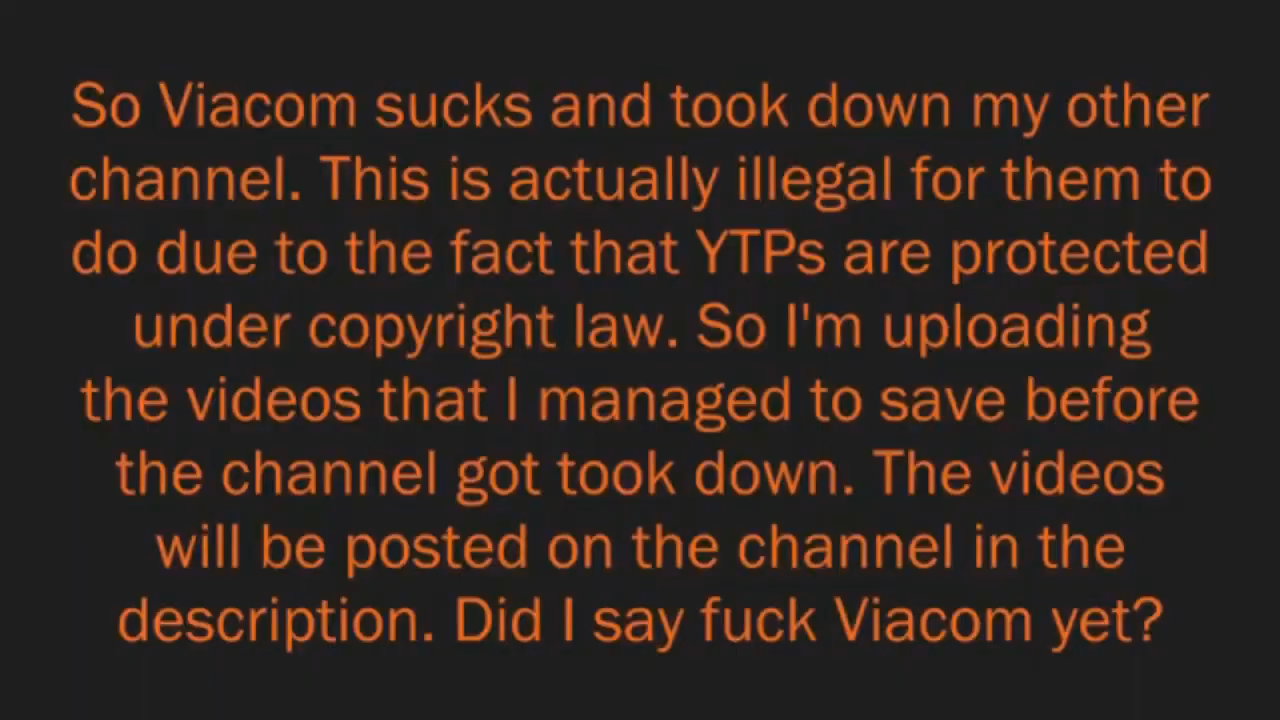 So Viacom sucks and took down my other
channel. This is actually illegal for them to
do due to the fact that YTPs are protected
under copyright law. So I'm uploading
the videos that I managed to save before
the channel got took down. The videos
will be posted on the channel in the
description. Did I say fuck Viacom yet?